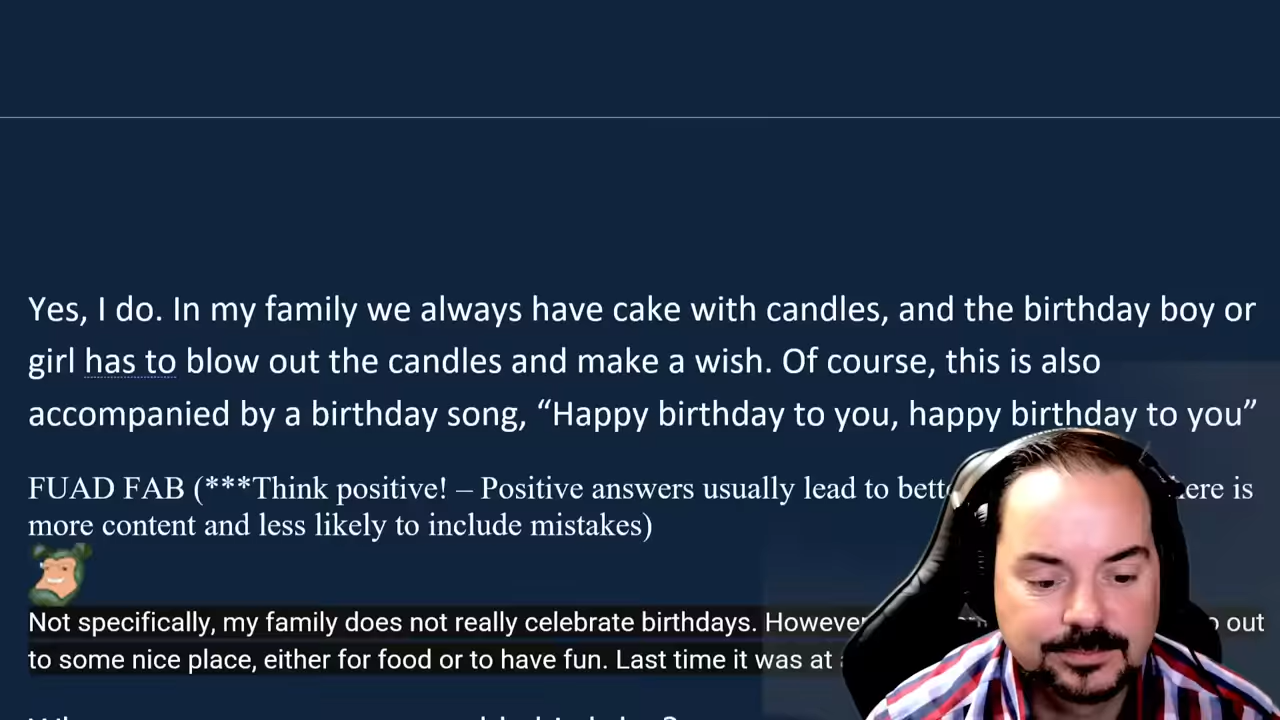 Yes, I do. In my family we always have cake with candles, and the birthday boy or
girl has to blow out the candles and make a wish. Of course, this is also
accompanied by a birthday song, “Happy birthday to you, happy birthday to you”
FUAD FAB (***Think positive! – Positive answers usually lead to is
more content and less likely to include mistakes)
Not specifically, my family does not really celebrate birthdays. out
to some nice place, either for food or to have fun. Last time it was at